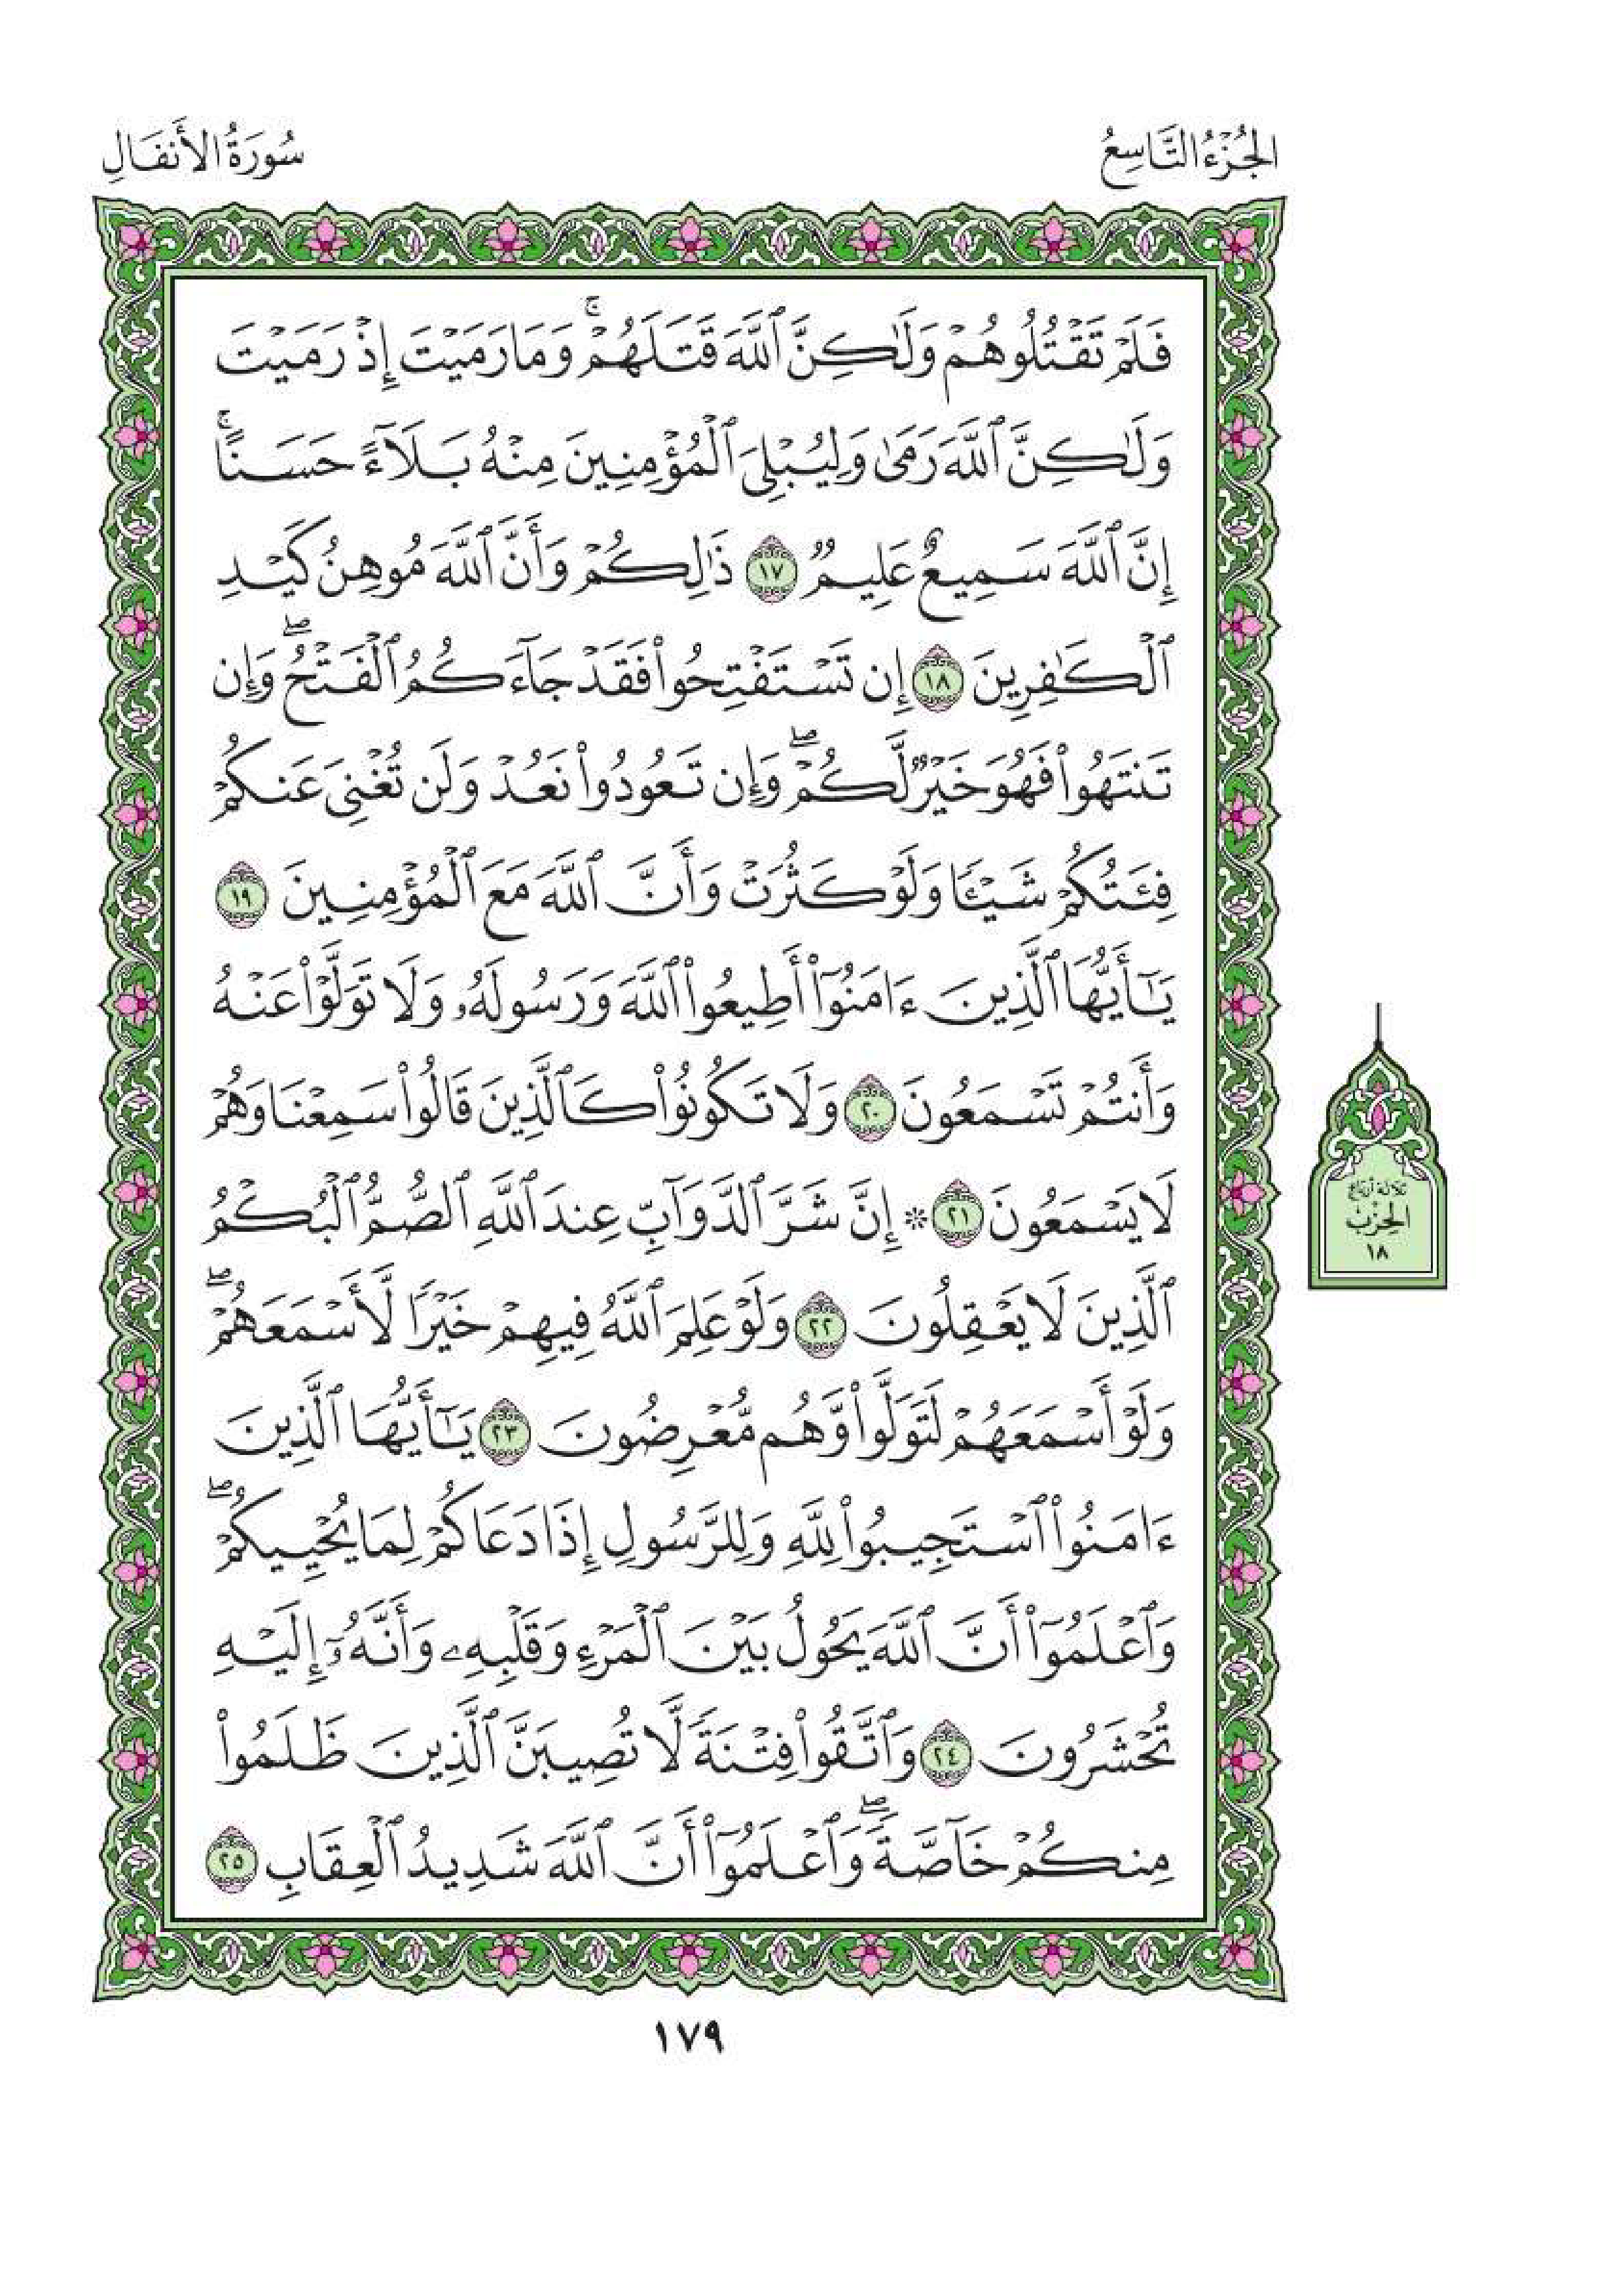 الجُزْءُ التَّاسِعُ
سُورَةُ الأَنفَالِ
فَلَمۡ تَقۡتُلُوهُمۡ وَلَٰكِنَّ ٱللَّهَ قَتَلَهُمۡۚ وَمَا رَمَيۡتَ إِذۡ رَمَيۡتَ
وَلَٰكِنَّ ٱللَّهَ رَمَىٰ وَلِيُبۡلِيَ ٱلۡمُؤۡمِنِينَ مِنۡهُ بَلَآءً حَسَنًاۚ
إِنَّ ٱللَّهَ سَمِيعٌ عَلِيمٞ ١٧ ذَٰلِكُمۡ وَأَنَّ ٱللَّهَ مُوهِنُ كَيۡدِ
ٱلۡكَٰفِرِينَ ١٨ إِن تَسۡتَفۡتِحُواْ فَقَدۡ جَآءَكُمُ ٱلۡفَتۡحُۖ وَإِن
تَنتَهُواْ فَهُوَ خَيۡرٞ لَّكُمۡۖ وَإِن تَعُودُواْ نَعُدۡ وَلَن تُغۡنِيَ عَنكُمۡ
فِئَتُكُمۡ شَيۡـٔٗا وَلَوۡ كَثُرَتۡ وَأَنَّ ٱللَّهَ مَعَ ٱلۡمُؤۡمِنِينَ ١٩
يَٰٓأَيُّهَا ٱلَّذِينَ ءَامَنُوٓاْ أَطِيعُواْ ٱللَّهَ وَرَسُولَهُۥ وَلَا تَوَلَّوۡاْ عَنۡهُ
وَأَنتُمۡ تَسۡمَعُونَ ٢٠ وَلَا تَكُونُواْ كَٱلَّذِينَ قَالُواْ سَمِعۡنَا وَهُمۡ
لَا يَسۡمَعُونَ ٢١ * إِنَّ شَرَّ ٱلدَّوَآبِّ عِندَ ٱللَّهِ ٱلصُّمُّ ٱلۡبُكۡمُ
ٱلَّذِينَ لَا يَعۡقِلُونَ ٢٢ وَلَوۡ عَلِمَ ٱللَّهُ فِيهِمۡ خَيۡرٗا لَّأَسۡمَعَهُمۡۖ
وَلَوۡ أَسۡمَعَهُمۡ لَتَوَلَّواْ وَّهُم مُّعۡرِضُونَ ٢٣ يَٰٓأَيُّهَا ٱلَّذِينَ
ءَامَنُواْ ٱسۡتَجِيبُواْ لِلَّهِ وَلِلرَّسُولِ إِذَا دَعَاكُمۡ لِمَا يُحۡيِيكُمۡۖ
وَٱعۡلَمُوٓاْ أَنَّ ٱللَّهَ يَحُولُ بَيۡنَ ٱلۡمَرۡءِ وَقَلۡبِهِۦ وَأَنَّهُۥٓ إِلَيۡهِ
تُحۡشَرُونَ ٢٤ وَٱتَّقُواْ فِتۡنَةٗ لَّا تُصِيبَنَّ ٱلَّذِينَ ظَلَمُواْ
مِنكُمۡ خَآصَّةٗۖ وَٱعۡلَمُوٓاْ أَنَّ ٱللَّهَ شَدِيدُ ٱلۡعِقَابِ ٢٥
ثلاثة أرباع
الحِزْب
١٨
١٧٩